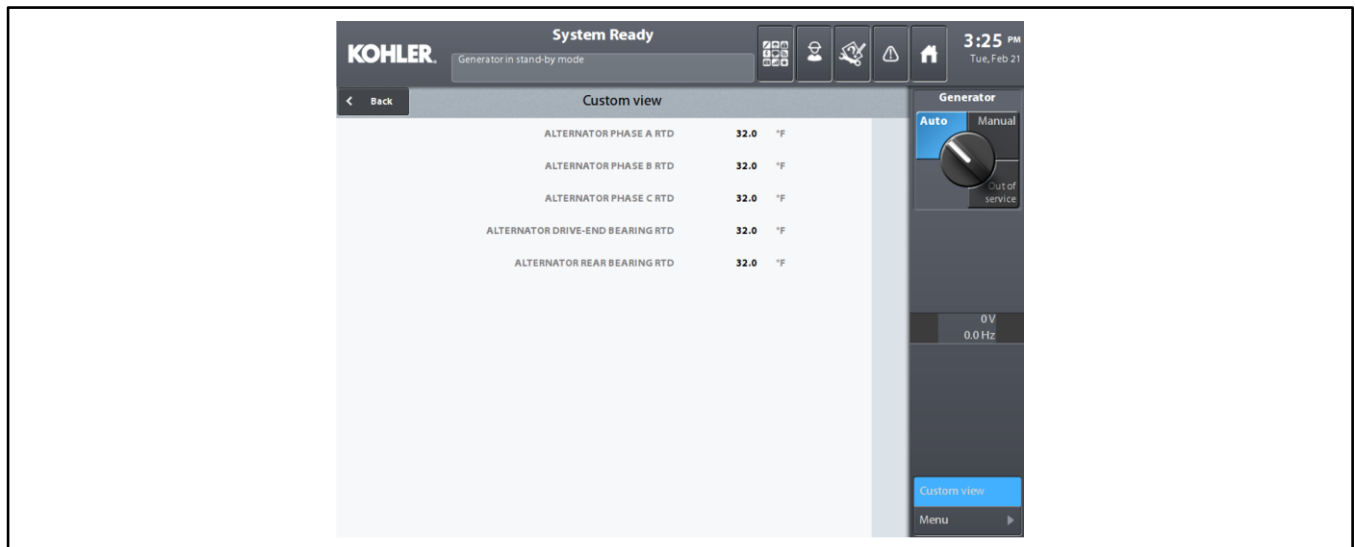 KOHLER.
System Ready
Generator in stand-by mode
3:25 PM
Tue, Feb 21
Back
Custom view
ALTERNATOR PHASE A RTD 32.0 °F
ALTERNATOR PHASE B RTD 32.0 °F
ALTERNATOR PHASE C RTD 32.0 °F
ALTERNATOR DRIVE-END BEARING RTD 32.0 °F
ALTERNATOR REAR BEARING RTD 32.0 °F
Generator
Auto Manual
Out of
service
0 V
0.0 Hz
Custom view
Menu